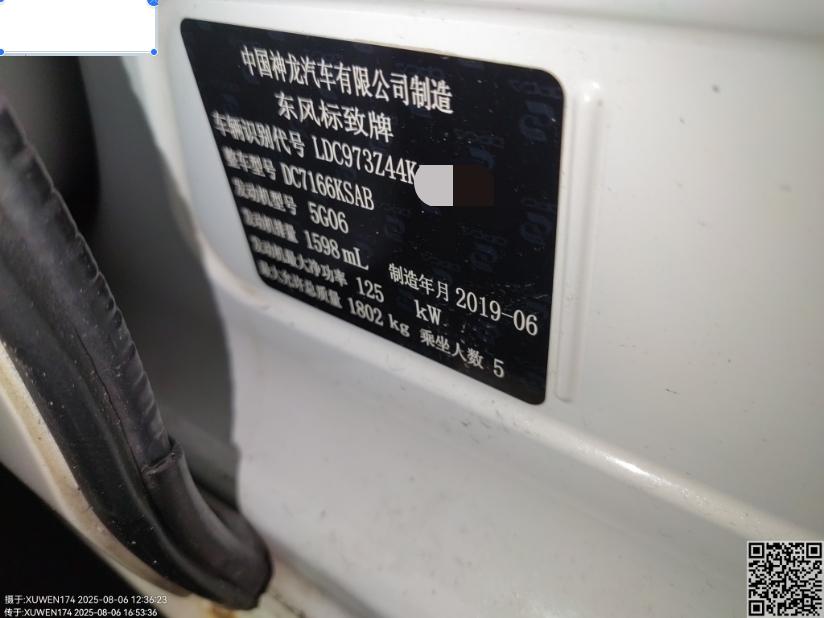 中国神龙汽车有限公司制造
东风标致牌
车辆识别代号 LDC973Z44K
整车型号 DC7166KSAB
发动机型号 5G06
发动机排量 1598 mL 制造年月 2019-06
发动机最大净功率 125 kW
最大允许总质量 1802 kg 乘坐人数 5
摄于:XUWEN174 2025-08-06 12:36:23
传于:XUWEN174 2025-08-06 16:53:36